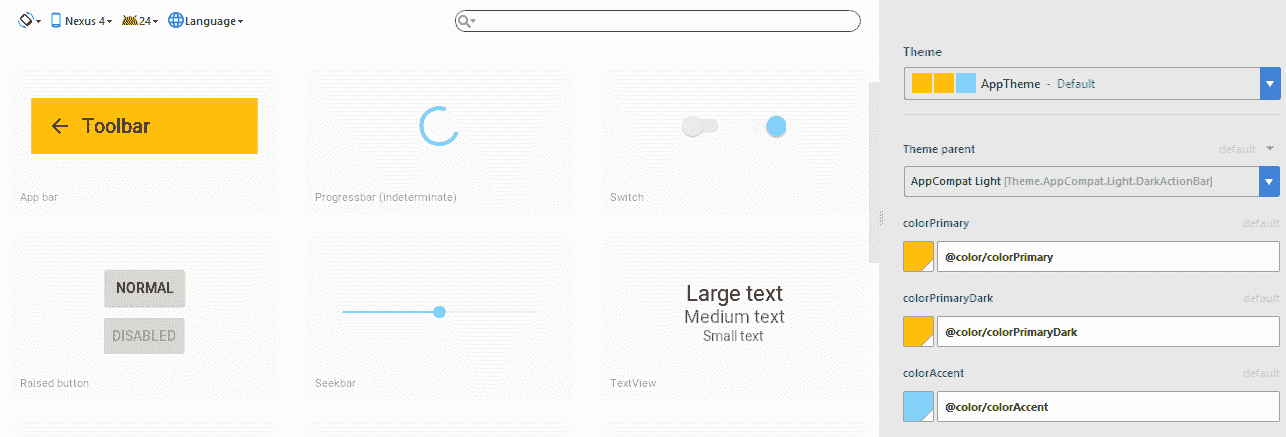 Nexus 4 24 Language
Toolbar
App bar
Progressbar (indeterminate)
Switch
NORMAL
DISABLED
Raised button
Seekbar
Large text
Medium text
Small text
TextView
Theme
AppTheme - Default
Theme parent default
AppCompat Light [Theme.AppCompat.Light.DarkActionBar]
colorPrimary default
@color/colorPrimary
colorPrimaryDark default
@color/colorPrimaryDark
colorAccent default
@color/colorAccent